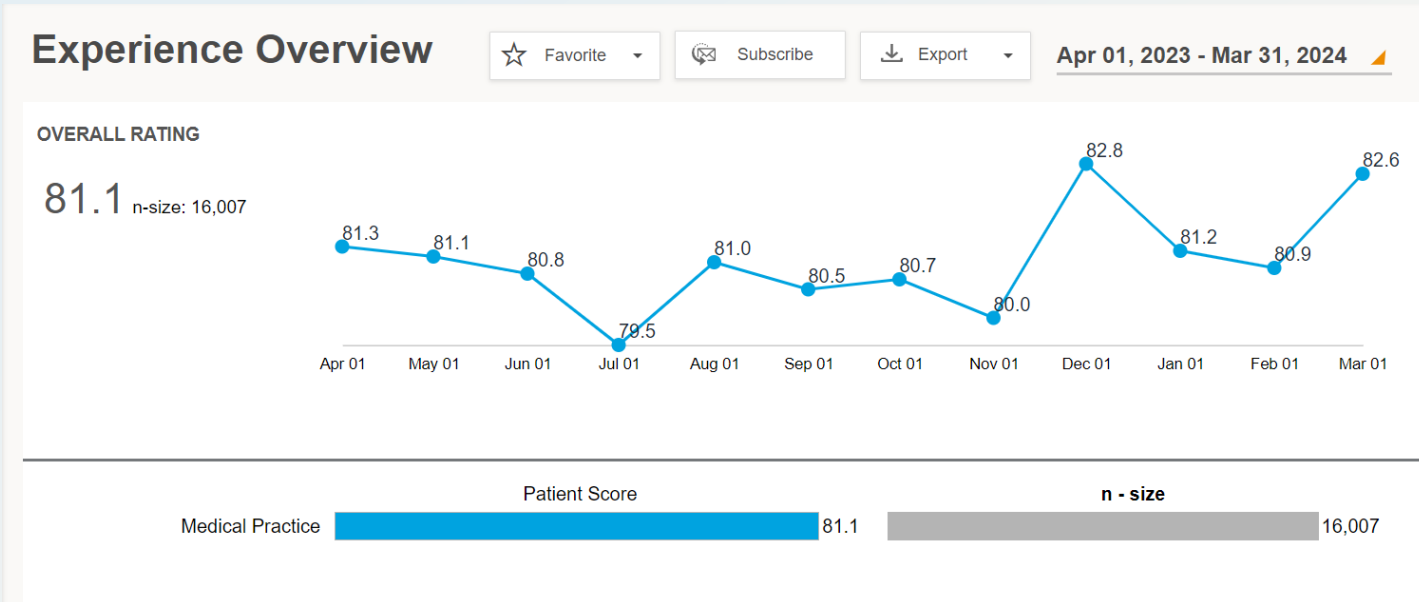 Experience Overview
Favorite
Subscribe
Export
Apr 01, 2023 - Mar 31, 2024
OVERALL RATING
81.1 n-size: 16,007
81.3
81.1
80.8
79.5
81.0
80.5
80.7
80.0
82.8
81.2
80.9
82.6
Apr 01 May 01 Jun 01 Jul 01 Aug 01 Sep 01 Oct 01 Nov 01 Dec 01 Jan 01 Feb 01 Mar 01
Patient Score n - size
Medical Practice 81.1 16,007